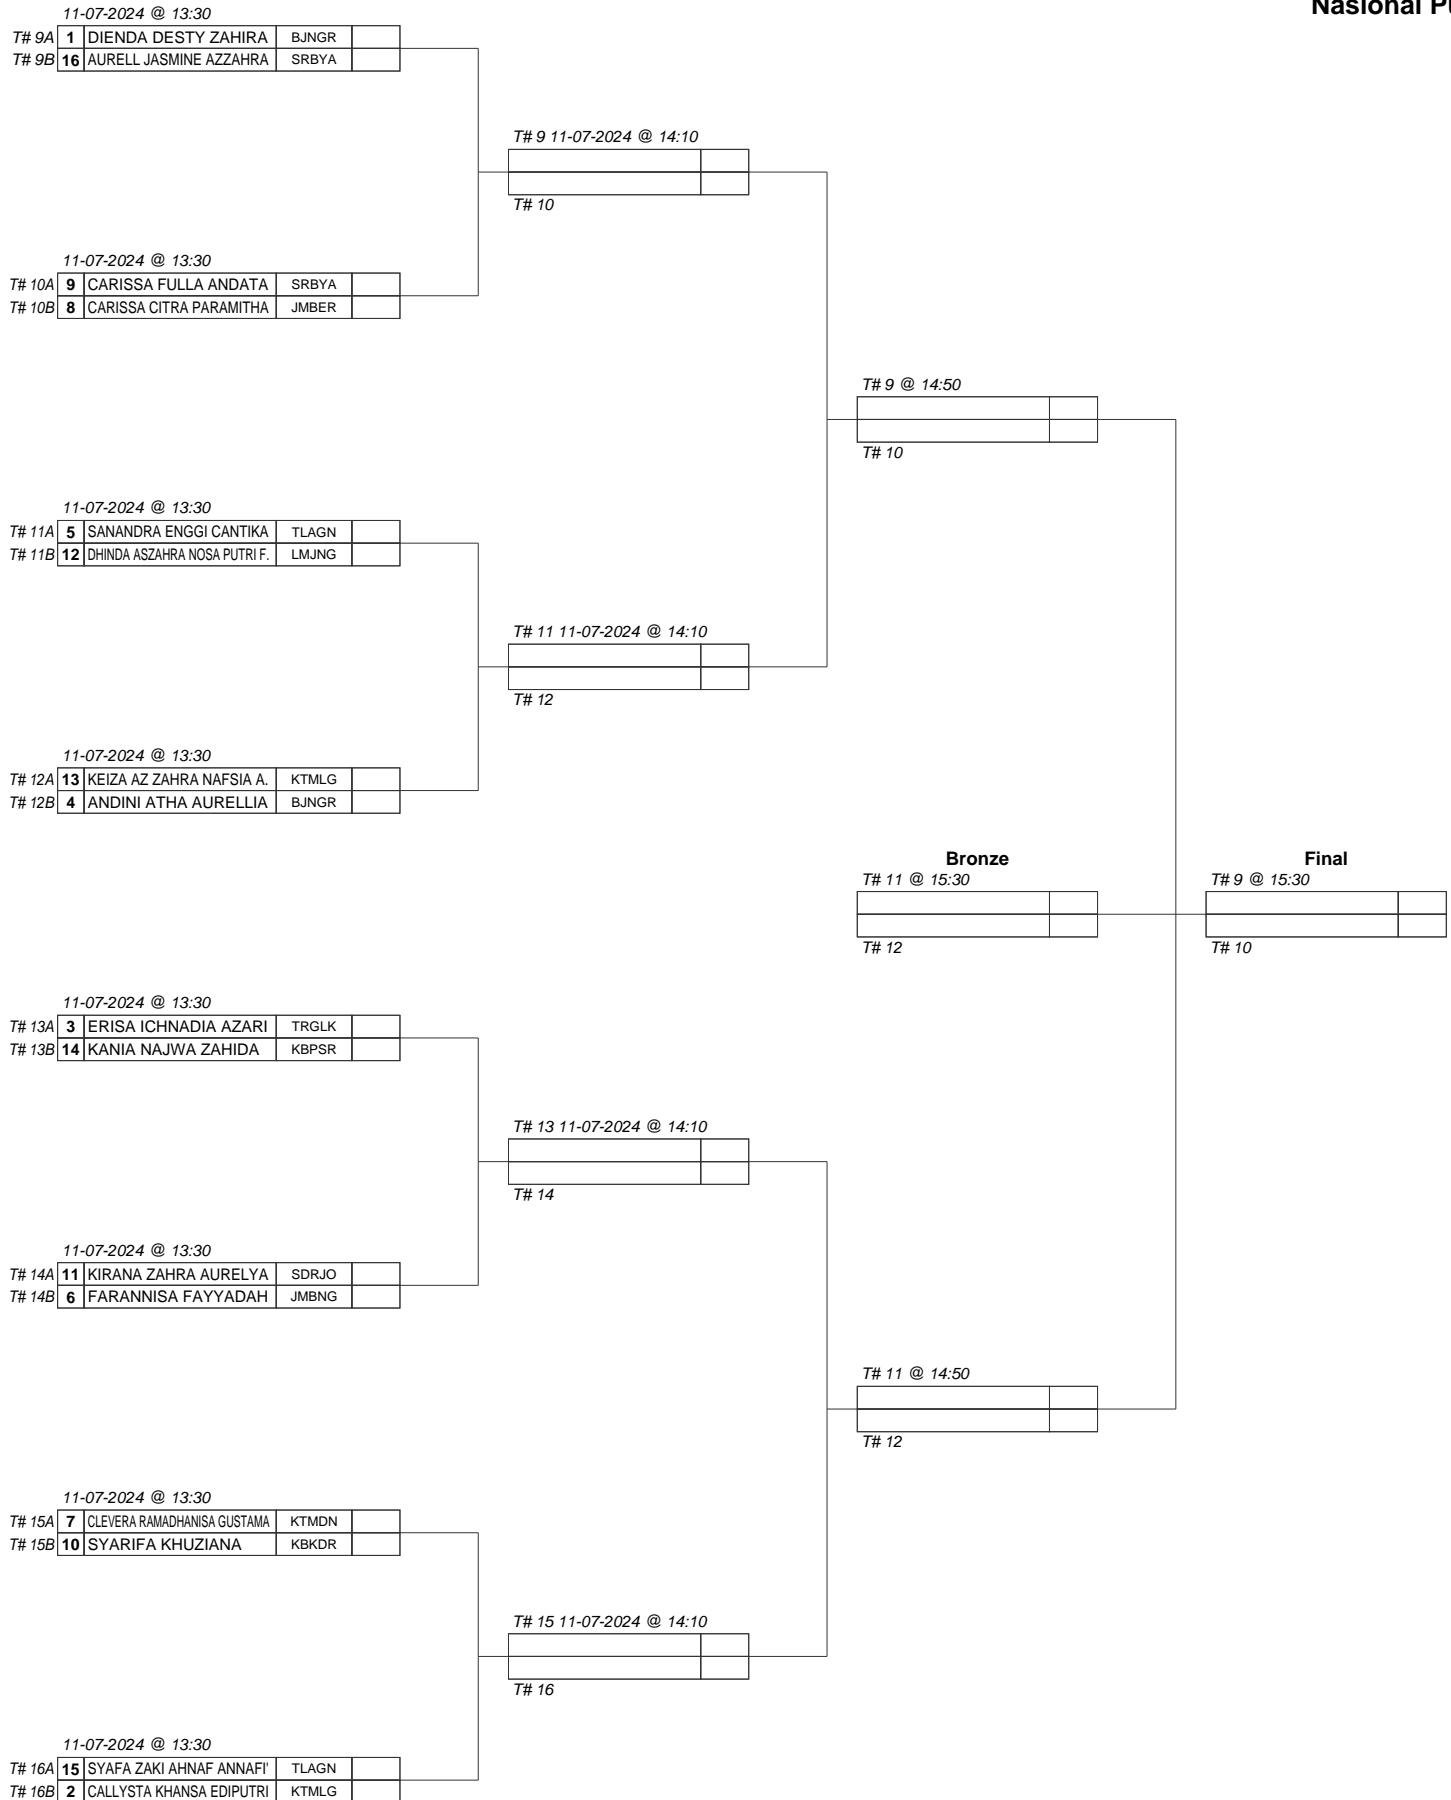 Nasional
11-07-2024 @ 13:30
T# 9A 1 DIENDA DESTY ZAHIRA BJNGR
T# 9B 16 AURELL JASMINE AZZAHRA SRBYA
T# 9 11-07-2024 @ 14:10
T# 10
11-07-2024 @ 13:30
T# 10A 9 CARISSA FULLA ANDATA SRBYA
T# 10B 8 CARISSA CITRA PARAMITHA JMBER
T# 9 @ 14:50
T# 10
11-07-2024 @ 13:30
T# 11A 5 SANANDRA ENGGI CANTIKA TLAGN
T# 11B 12 DHINDA ASZAHRA NOSA PUTRI F. LMJNG
T# 11 11-07-2024 @ 14:10
T# 12
11-07-2024 @ 13:30
T# 12A 13 KEIZA AZ ZAHRA NAFSIA A. KTMLG
T# 12B 4 ANDINI ATHA AURELLIA BJNGR
Bronze
T# 11 @ 15:30
T# 12
Final
T# 9 @ 15:30
T# 10
11-07-2024 @ 13:30
T# 13A 3 ERISA ICHNADIA AZARI TRGLK
T# 13B 14 KANIA NAJWA ZAHIDA KBPSR
T# 13 11-07-2024 @ 14:10
T# 14
11-07-2024 @ 13:30
T# 14A 11 KIRANA ZAHRA AURELYA SDRJO
T# 14B 6 FARANNISA FAYYADAH JMBNG
T# 11 @ 14:50
T# 12
11-07-2024 @ 13:30
T# 15A 7 CLEVERA RAMADHANISA GUSTAMA KTMDN
T# 15B 10 SYARIFA KHUZIANA KBKDR
T# 15 11-07-2024 @ 14:10
T# 16
11-07-2024 @ 13:30
T# 16A 15 SYAFA ZAKI AHNAF ANNAFI' TLAGN
T# 16B 2 CALLYSTA KHANSA EDIPUTRI KTMLG